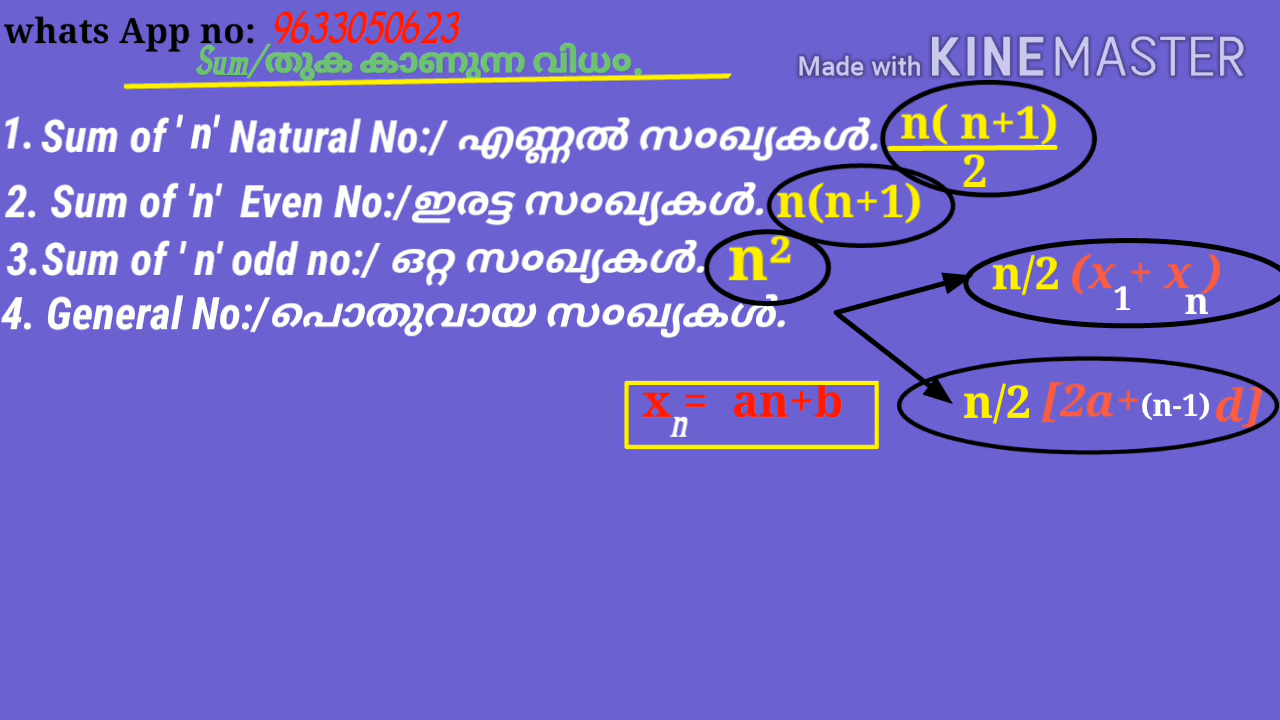 whats App no: 9633050623
Made with KINEMASTER
Sum/തുക കാണുന്ന വിധം.
1. Sum of ' n' Natural No:/ എണ്ണൽ സംഖ്യകൾ. n( n+1)
2
2. Sum of 'n' Even No:/ഇരട്ട സംഖ്യകൾ. n(n+1)
3.Sum of ' n' odd no:/ ഒറ്റ സംഖ്യകൾ. n²
n/2 (x₁+ xₙ)
4. General No:/പൊതുവായ സംഖ്യകൾ.
xₙ= an+b
n/2 [2a+(n-1) d]